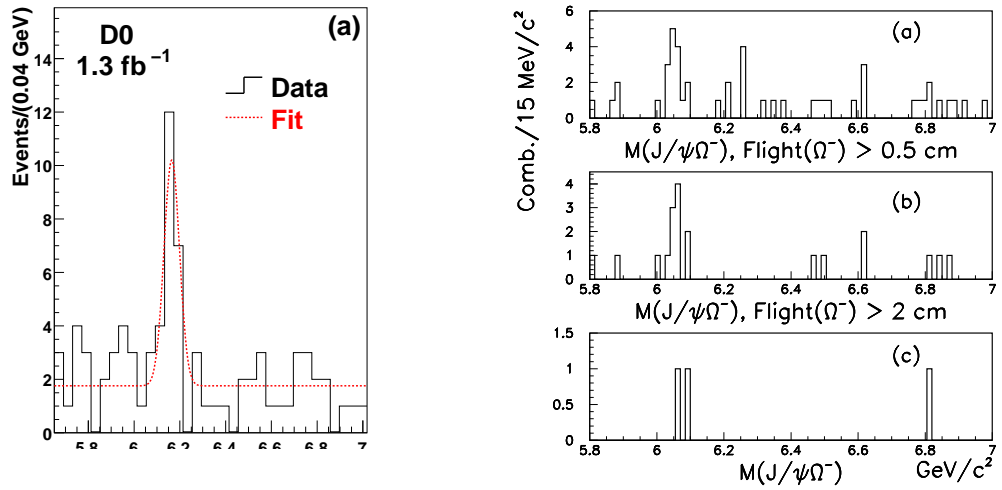 (a)
D0
1.3 fb⁻¹
Data
Fit
Events/(0.04 GeV)
14
12
10
8
6
4
2
0
5.8 6 6.2 6.4 6.6 6.8 7
Comb./15 MeV/c²
(a)
6
4
2
0
5.8 6 6.2 6.4 6.6 6.8 7
M(J/ψΩ⁻), Flight(Ω⁻) > 0.5 cm
(b)
4
3
2
1
0
5.8 6 6.2 6.4 6.6 6.8 7
M(J/ψΩ⁻), Flight(Ω⁻) > 2 cm
(c)
1.5
1
0.5
0
5.8 6 6.2 6.4 6.6 6.8 7
M(J/ψΩ⁻) GeV/c²